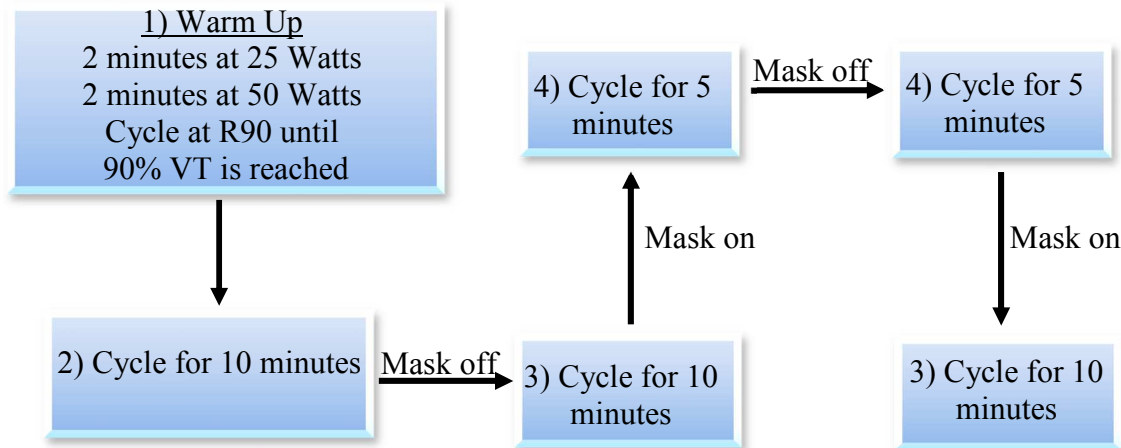 1) Warm Up
2 minutes at 25 Watts
2 minutes at 50 Watts
Cycle at R90 until
90% VT is reached
2) Cycle for 10 minutes
Mask off
3) Cycle for 10
minutes
Mask on
4) Cycle for 5
minutes
Mask off
4) Cycle for 5
minutes
Mask on
3) Cycle for 10
minutes